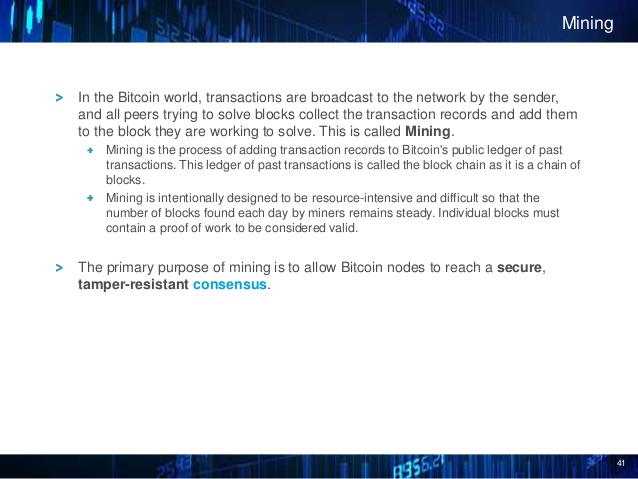 Mining
> In the Bitcoin world, transactions are broadcast to the network by the sender,
and all peers trying to solve blocks collect the transaction records and add them
to the block they are working to solve. This is called Mining.
+ Mining is the process of adding transaction records to Bitcoin's public ledger of past
transactions. This ledger of past transactions is called the block chain as it is a chain of
blocks.
+ Mining is intentionally designed to be resource-intensive and difficult so that the
number of blocks found each day by miners remains steady. Individual blocks must
contain a proof of work to be considered valid.
> The primary purpose of mining is to allow Bitcoin nodes to reach a secure,
tamper-resistant consensus.
41